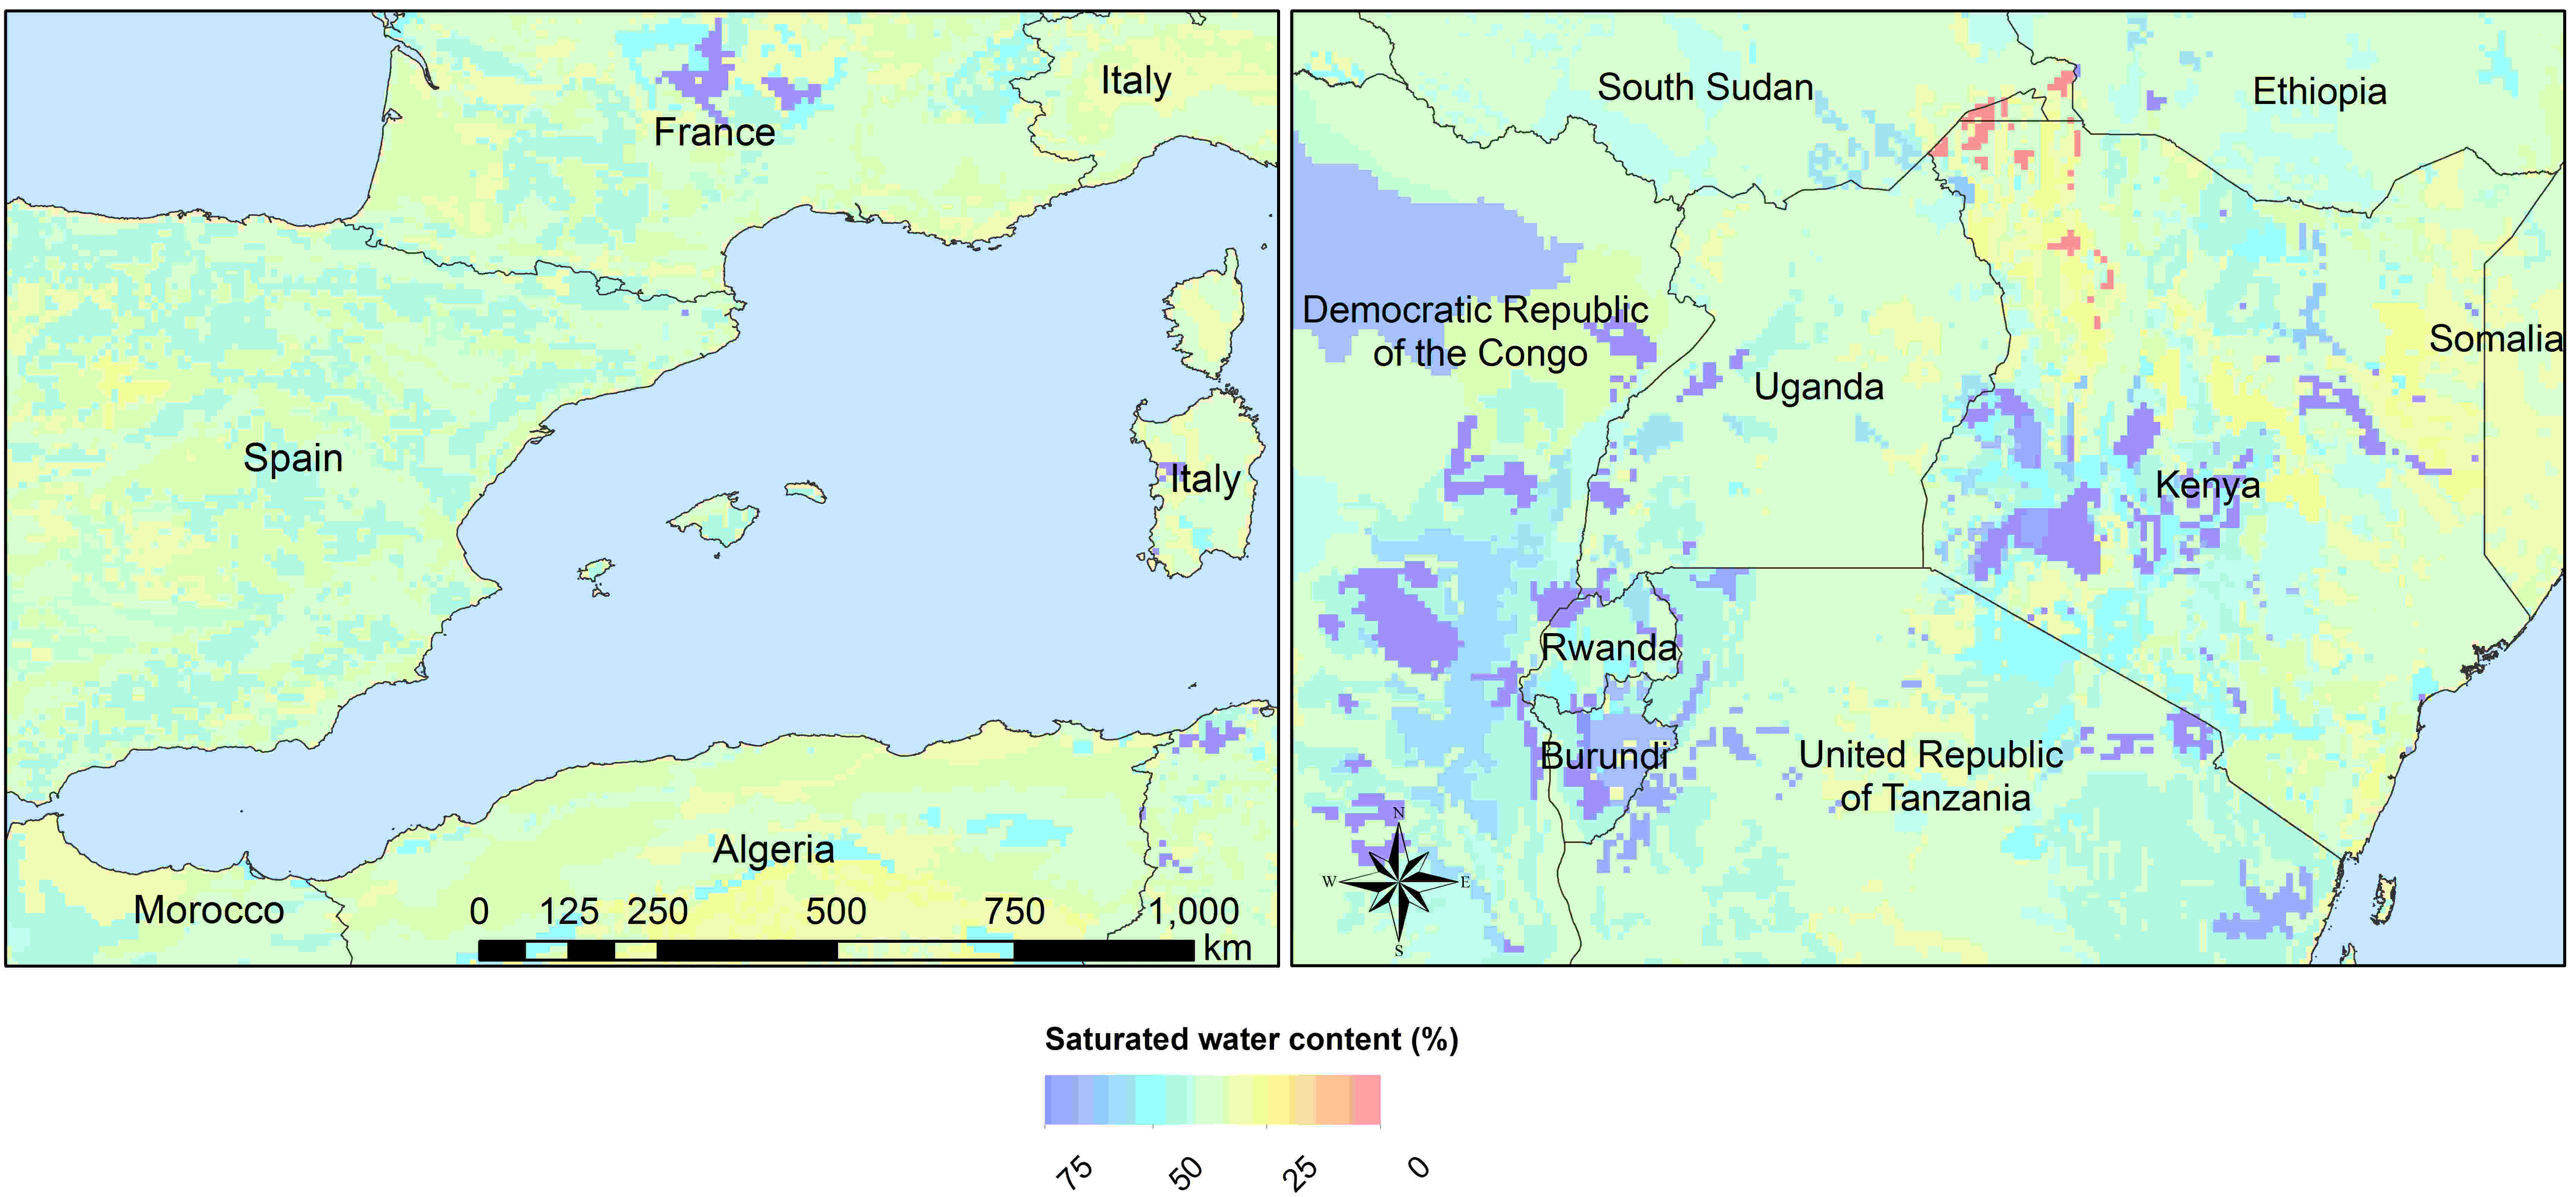 Italy
France
Spain
Italy
Algeria
Morocco
0 125 250 500 750 1,000
km
South Sudan
Ethiopia
Democratic Republic
of the Congo
Somalia
Uganda
Kenya
Rwanda
Burundi
United Republic
of Tanzania
N
W E
S
Saturated water content (%)
75 50 25 0